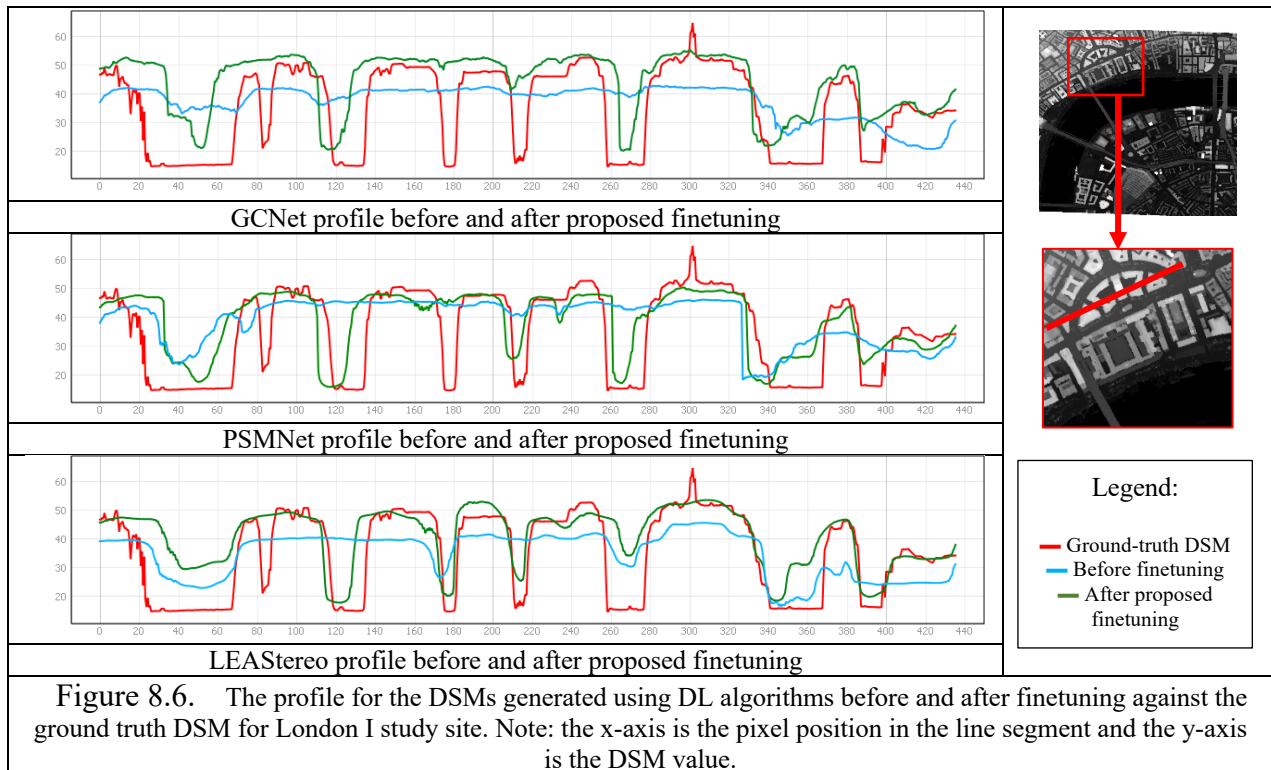 60
50
40
30
20
0 20 40 60 80 100 120 140 160 180 200 220 240 260 280 300 320 340 360 380 400 420 440
GCNet profile before and after proposed finetuning
60
50
40
30
20
0 20 40 60 80 100 120 140 160 180 200 220 240 260 280 300 320 340 360 380 400 420 440
PSMNet profile before and after proposed finetuning
60
50
40
30
20
0 20 40 60 80 100 120 140 160 180 200 220 240 260 280 300 320 340 360 380 400 420 440
LEAStereo profile before and after proposed finetuning
Legend:
Ground-truth DSM
Before finetuning
After proposed
finetuning
Figure 8.6. The profile for the DSMs generated using DL algorithms before and after finetuning against the
ground truth DSM for London I study site. Note: the x-axis is the pixel position in the line segment and the y-axis
is the DSM value.